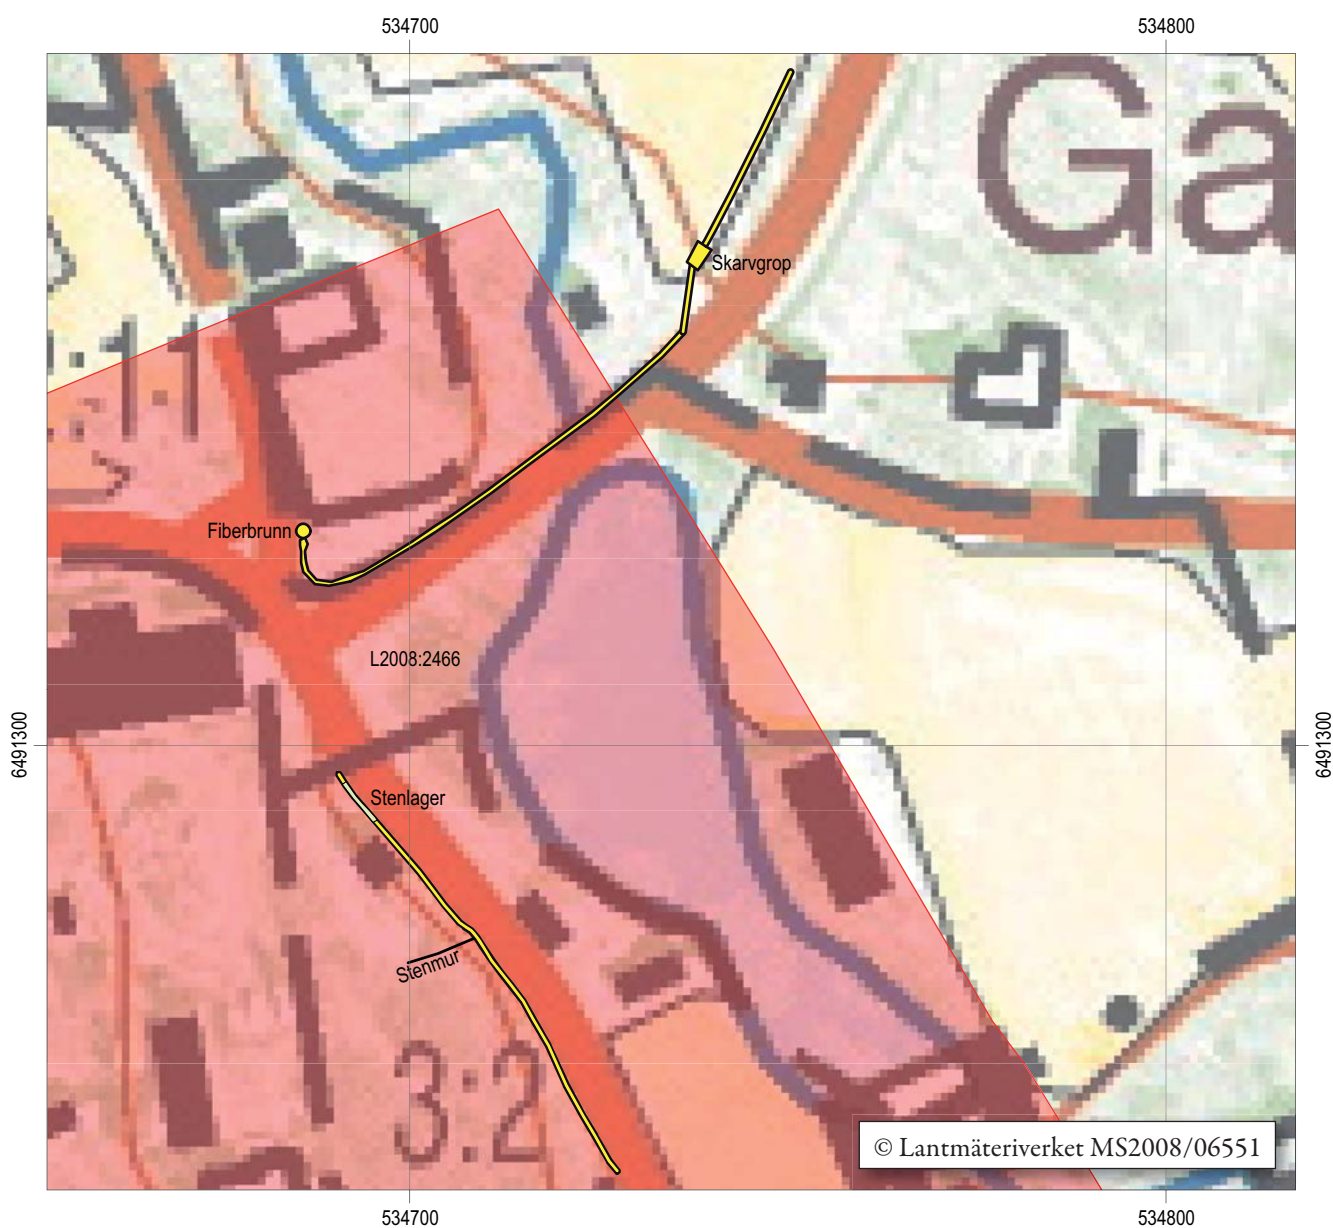 534700 534800
Ga
Skarvgrop
:1:1
Fiberbrunn
L2008:2466
6491300 6491300
Stenlager
Stenmur
3:2
© Lantmäteriverket MS2008/06551
534700 534800